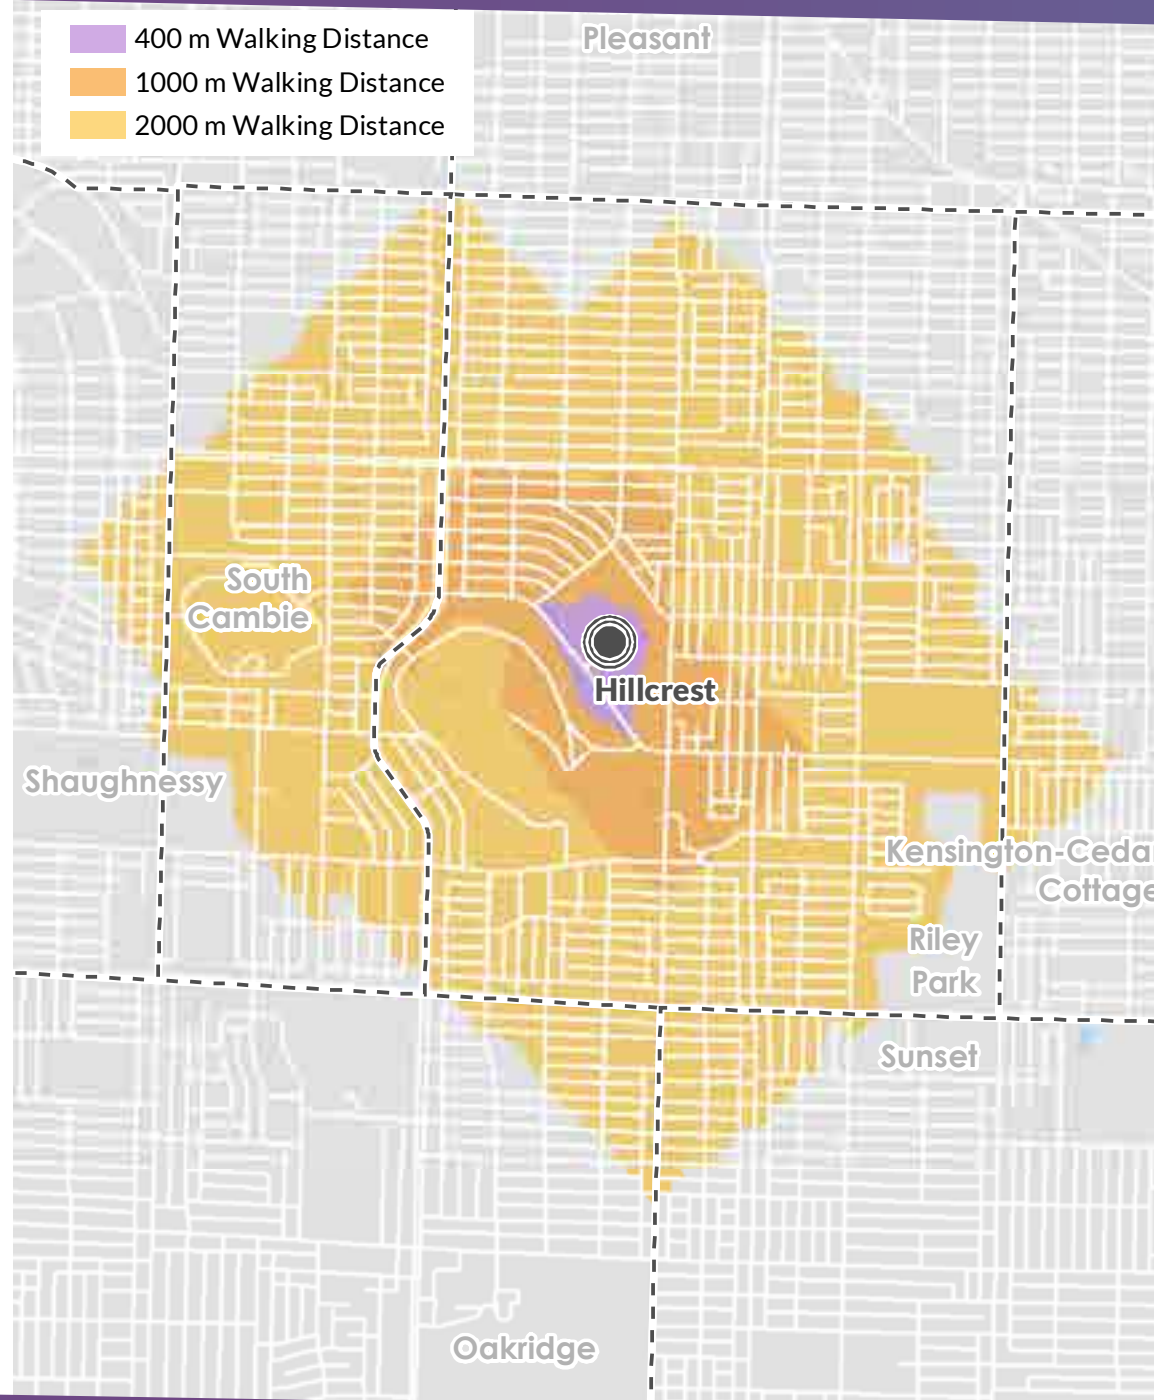 400 m Walking Distance
1000 m Walking Distance
2000 m Walking Distance
Pleasant
South
Cambie
Hillcrest
Shaughnessy
Kensington-Cedar
Cottage
Riley
Park
Sunset
Oakridge